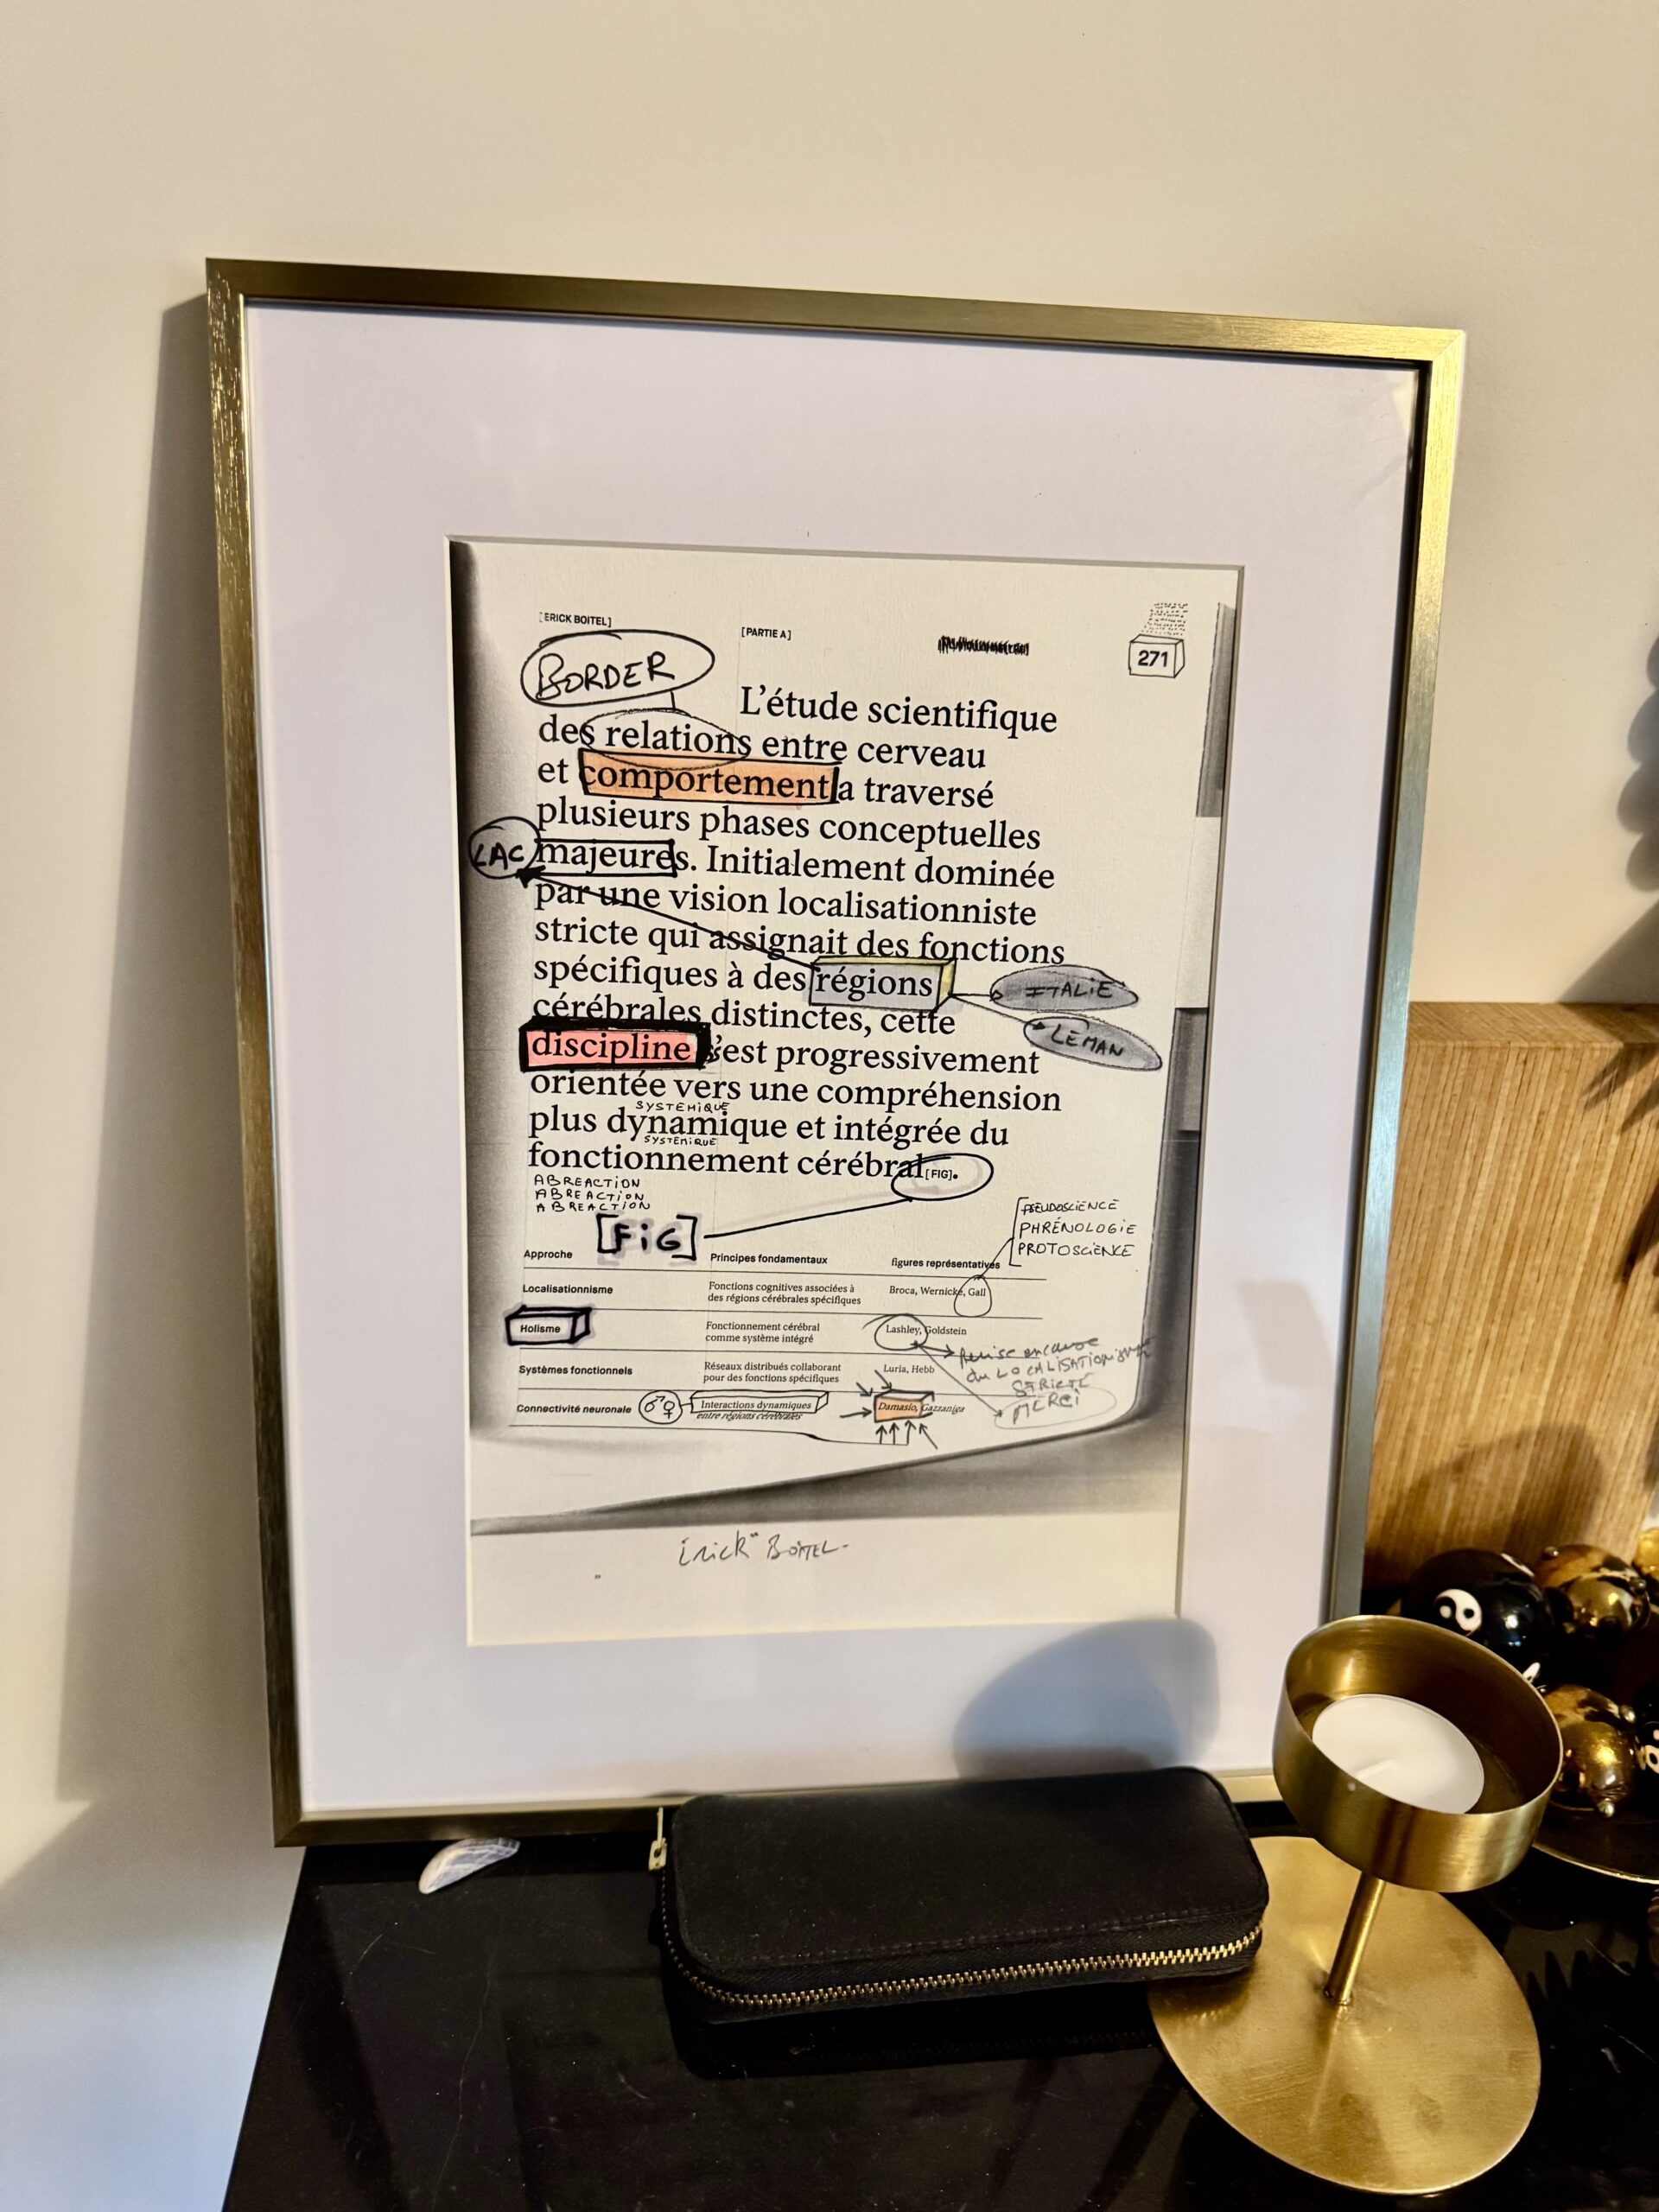 [ERICK BOITEL]
[PARTIE A]
271
BORDER
L'étude scientifique
des relations entre cerveau
et comportement a traversé
plusieurs phases conceptuelles
LAC majeures. Initialement dominée
par une vision localisationniste
stricte qui assignait des fonctions
spécifiques à des régions
ITALIE
cérébrales distinctes, cette
LÉMAN
discipline s'est progressivement
orientée vers une compréhension
SYSTEMIQUE
plus dynamique et intégrée du
SYSTEMIQUE
fonctionnement cérébral [FIG].
ABREACTION
ABREACTION
ABREACTION
[FiG]
PSEUDOSCIENCE
PHRÉNOLOGIE
PROTOSCIENCE
Approche Principes fondamentaux figures représentatives
Localisationnisme Fonctions cognitives associées à Broca, Wernicke, Gall
des régions cérébrales spécifiques
Holisme Fonctionnement cérébral Lashley, Goldstein
comme système intégré
Systèmes fonctionnels Réseaux distribués collaborant Luria, Hebb
pour des fonctions spécifiques
du LOCALISATIONISME
STRICTE
MERCi
Connectivité neuronale ♂♀ Interactions dynamiques Damasio, Gazzaniga
entre régions cérébrales
Erick BOITEL